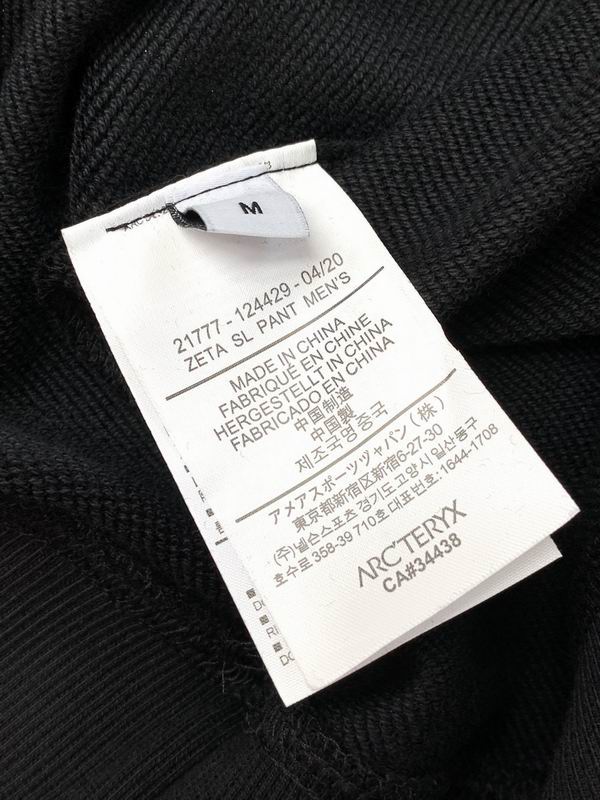 M
21777-124429-04/20
ZETA SL PANT MEN'S
MADE IN CHINA
FABRIQUÉ EN CHINE
HERGESTELLT IN CHINA
FABRICADO EN CHINA
中国制造
中国製
제조국명 중국
アメアスポーツジャパン (株)
東京都新宿区新宿6-27-30
(주)넬슨스포츠 경기도고양시일산동구
호수로 358-39 710호 대표번호: 1644-1708
ARC'TERYX
CA#34438